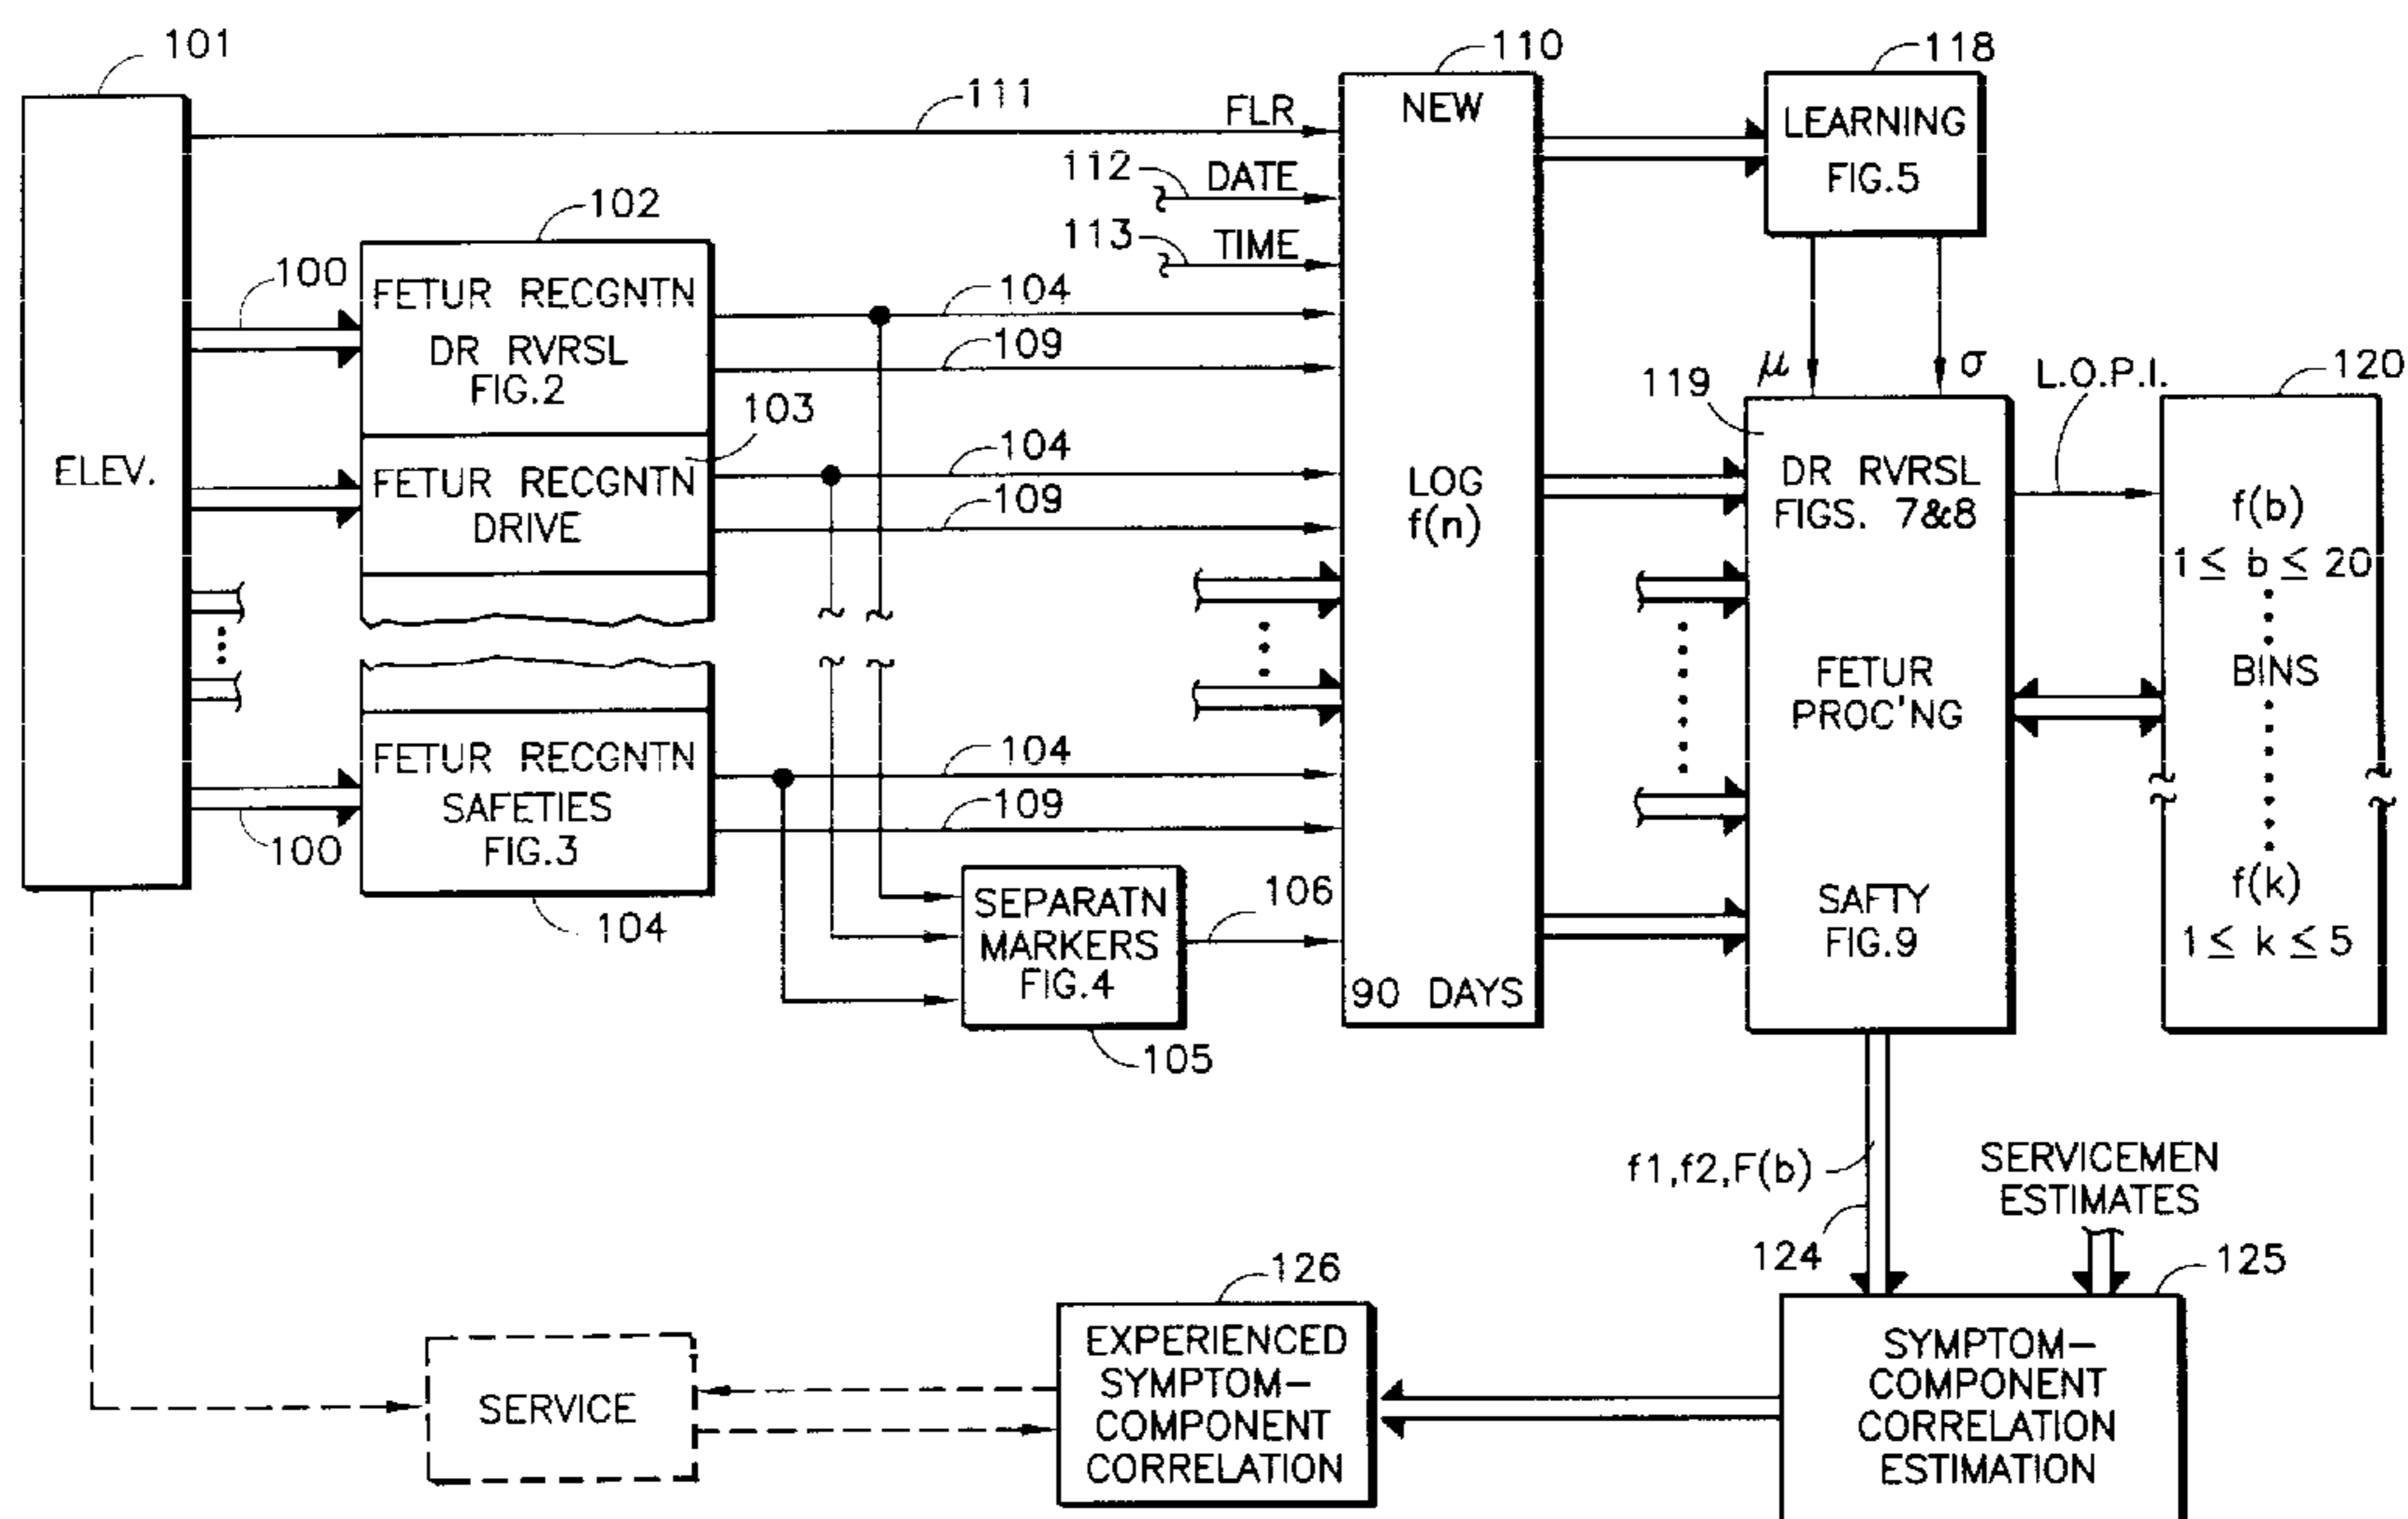 101
ELEV.
111
FLR
112
DATE
113
TIME
100
102
FETUR RECGNTN
DR RVRSL
FIG.2
104
109
103
FETUR RECGNTN
DRIVE
104
109
FETUR RECGNTN
SAFETIES
FIG.3
100
104
104
109
SEPARATN
MARKERS
FIG.4
105
106
110
NEW
LOG
f(n)
90 DAYS
118
LEARNING
FIG.5
μ
σ
119
DR RVRSL
FIGS. 7&8
FETUR
PROC'NG
SAFTY
FIG.9
L.O.P.I.
120
f(b)
1 ≤ b ≤ 20
BINS
f(k)
1 ≤ k ≤ 5
f1,f2,F(b)
124
SERVICEMEN
ESTIMATES
125
SYMPTOM-
COMPONENT
CORRELATION
ESTIMATION
126
EXPERIENCED
SYMPTOM-
COMPONENT
CORRELATION
SERVICE